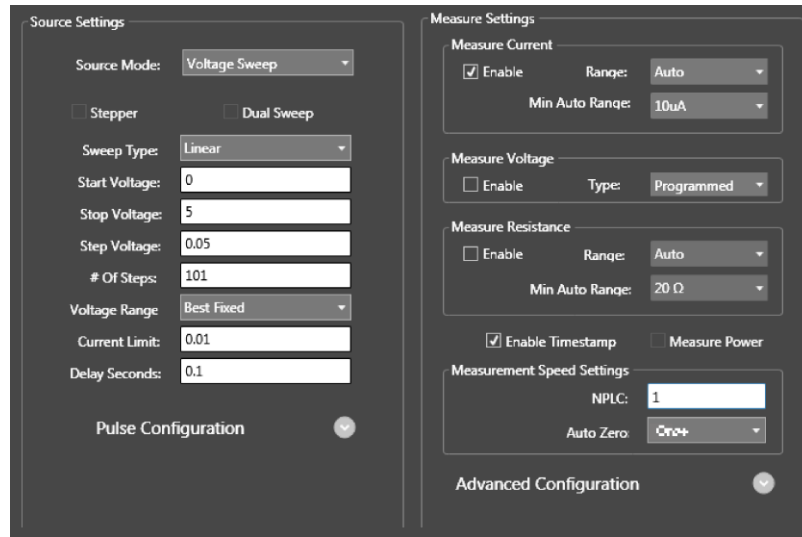 Source Settings
Source Mode: Voltage Sweep
Stepper Dual Sweep
Sweep Type: Linear
Start Voltage: 0
Stop Voltage: 5
Step Voltage: 0.05
# Of Steps: 101
Voltage Range Best Fixed
Current Limit: 0.01
Delay Seconds: 0.1
Pulse Configuration
Measure Settings
Measure Current
Enable Range: Auto
Min Auto Range: 10uA
Measure Voltage
Enable Type: Programmed
Measure Resistance
Enable Range: Auto
Min Auto Range: 20 Ω
Enable Timestamp Measure Power
Measurement Speed Settings
NPLC: 1
Auto Zero:
Advanced Configuration